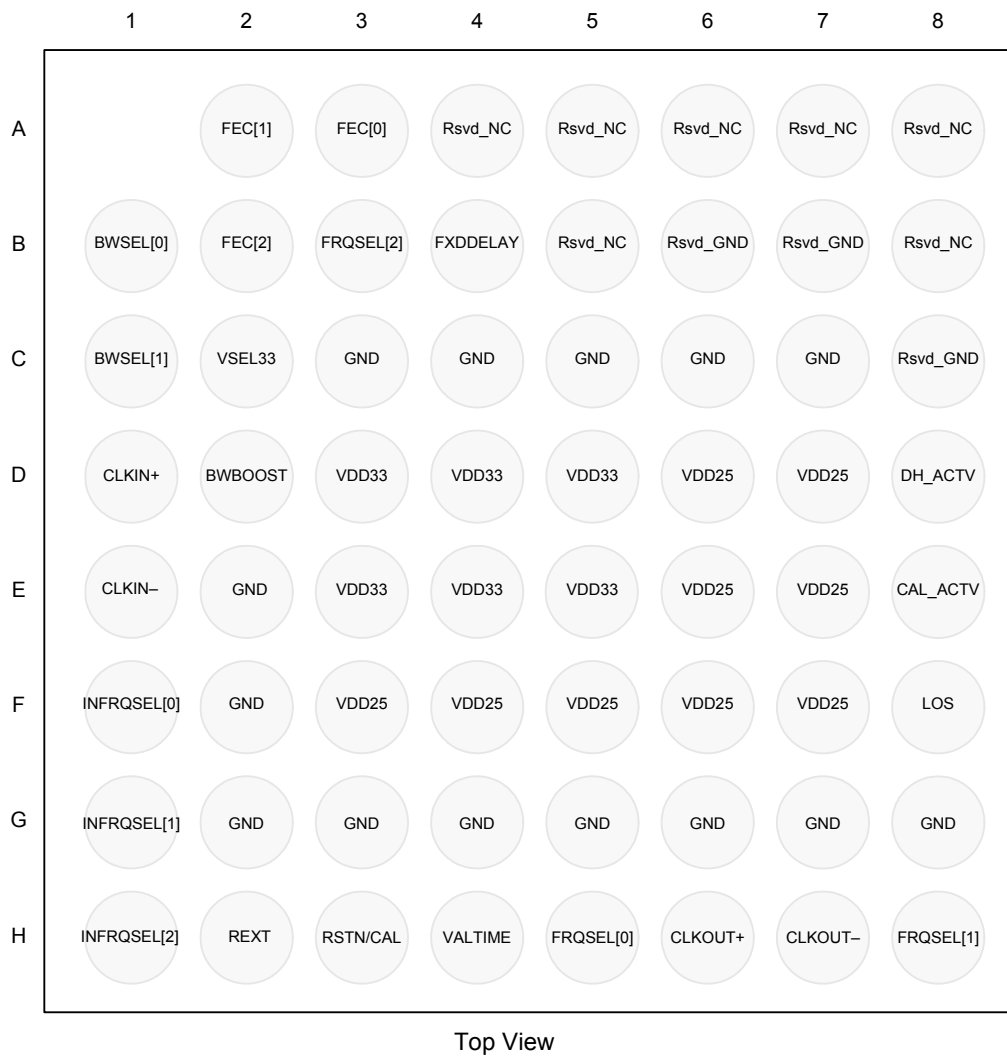 1 2 3 4 5 6 7 8
A FEC[1] FEC[0] Rsvd_NC Rsvd_NC Rsvd_NC Rsvd_NC Rsvd_NC
B BWSEL[0] FEC[2] FRQSEL[2] FXDDELAY Rsvd_NC Rsvd_GND Rsvd_GND Rsvd_NC
C BWSEL[1] VSEL33 GND GND GND GND GND Rsvd_GND
D CLKIN+ BWBOOST VDD33 VDD33 VDD33 VDD25 VDD25 DH_ACTV
E CLKIN– GND VDD33 VDD33 VDD33 VDD25 VDD25 CAL_ACTV
F INFRQSEL[0] GND VDD25 VDD25 VDD25 VDD25 VDD25 LOS
G INFRQSEL[1] GND GND GND GND GND GND GND
H INFRQSEL[2] REXT RSTN/CAL VALTIME FRQSEL[0] CLKOUT+ CLKOUT– FRQSEL[1]
Top View